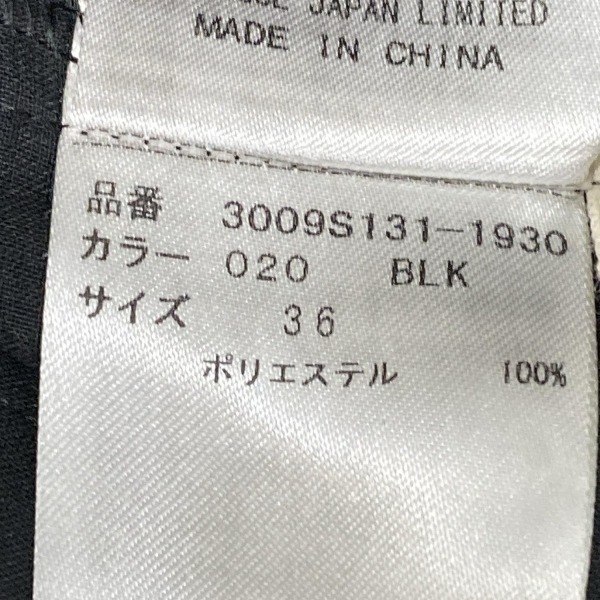 JAPAN LIMITED
MADE IN CHINA
品番 3009S131-1930
カラー 020 BLK
サイズ 36
ポリエステル 100%